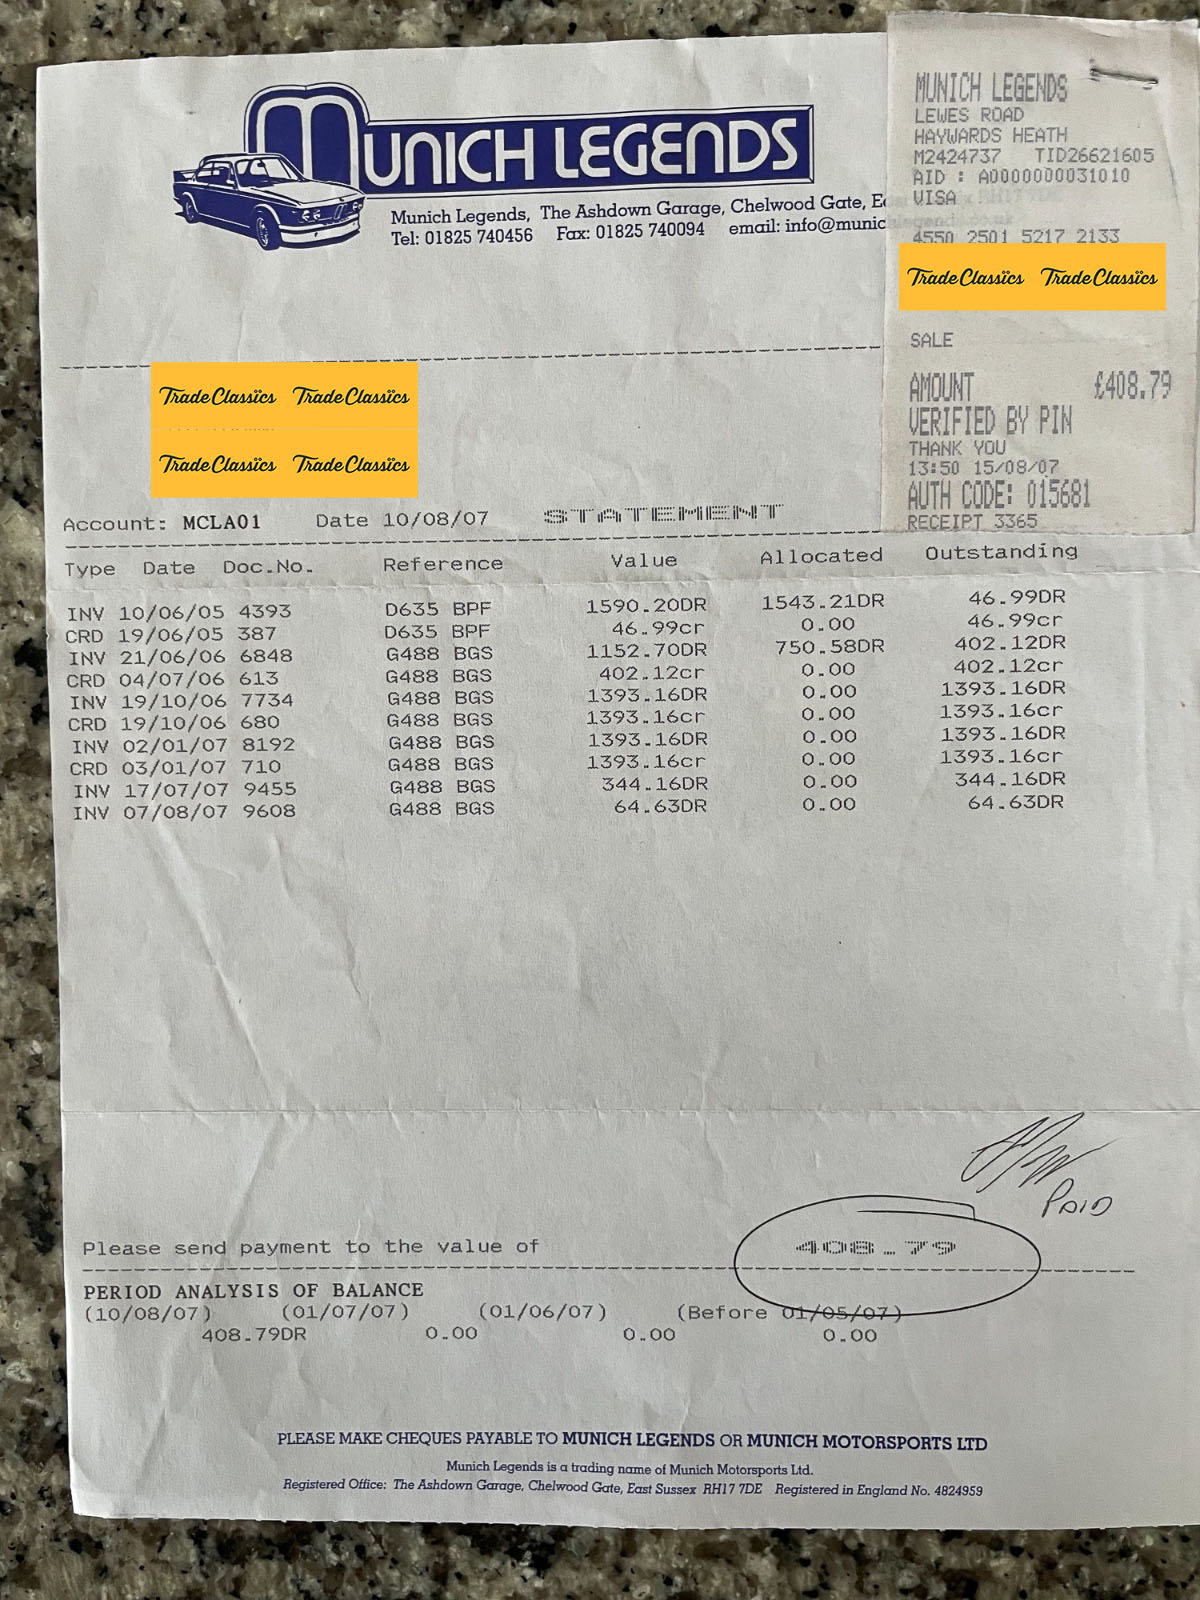 MUNICH LEGENDS
Munich Legends, The Ashdown Garage, Chelwood Gate, Ea
Tel: 01825 740456 Fax: 01825 740094 email: info@munic
MUNICH LEGENDS
LEWES ROAD
HAYWARDS HEATH
M2424737 TID26621605
AID : A0000000031010
VISA
4550 2501 5217 2133
Trade Classics Trade Classics
SALE
AMOUNT £408.79
VERIFIED BY PIN
THANK YOU
13:50 15/08/07
AUTH CODE: 015681
RECEIPT 3365
Trade Classics Trade Classics
Trade Classics Trade Classics
Account: MCLA01 Date 10/08/07 STATEMENT
Type Date Doc.No. Reference Value Allocated Outstanding
INV 10/06/05 4393 D635 BPF 1590.20DR 1543.21DR 46.99DR
CRD 19/06/05 387 D635 BPF 46.99cr 0.00 46.99cr
INV 21/06/06 6848 G488 BGS 1152.70DR 750.58DR 402.12DR
CRD 04/07/06 613 G488 BGS 402.12cr 0.00 402.12cr
INV 19/10/06 7734 G488 BGS 1393.16DR 0.00 1393.16DR
CRD 19/10/06 680 G488 BGS 1393.16cr 0.00 1393.16cr
INV 02/01/07 8192 G488 BGS 1393.16DR 0.00 1393.16DR
CRD 03/01/07 710 G488 BGS 1393.16cr 0.00 1393.16cr
INV 17/07/07 9455 G488 BGS 344.16DR 0.00 344.16DR
INV 07/08/07 9608 G488 BGS 64.63DR 0.00 64.63DR
PAID
Please send payment to the value of 408.79
PERIOD ANALYSIS OF BALANCE
(10/08/07) (01/07/07) (01/06/07) (Before 01/05/07)
408.79DR 0.00 0.00 0.00
PLEASE MAKE CHEQUES PAYABLE TO MUNICH LEGENDS OR MUNICH MOTORSPORTS LTD
Munich Legends is a trading name of Munich Motorsports Ltd.
Registered Office: The Ashdown Garage, Chelwood Gate, East Sussex RH17 7DE Registered in England No. 4824959